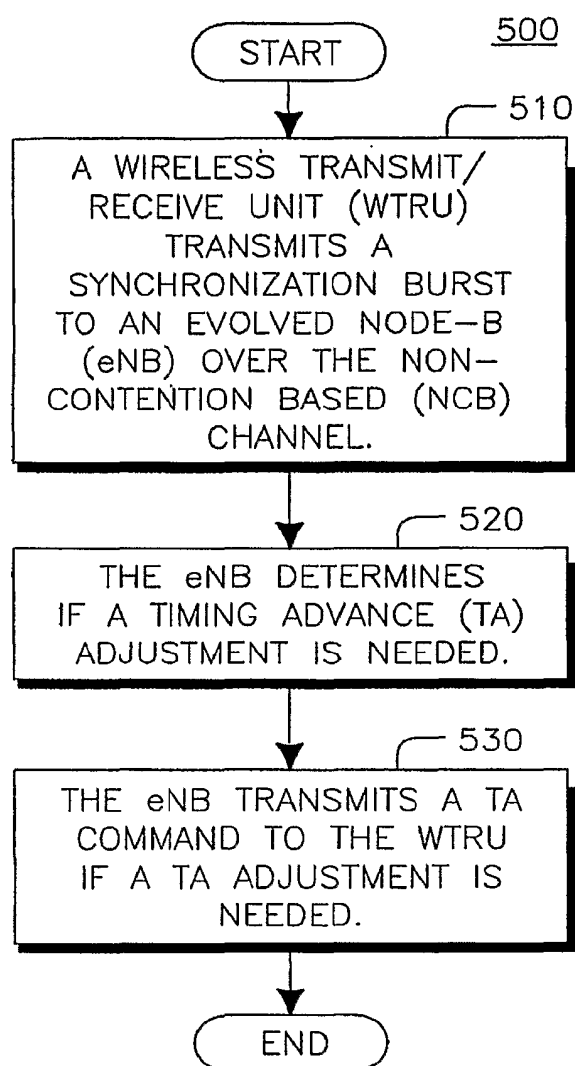 500
START
510
A WIRELESS TRANSMIT/
RECEIVE UNIT (WTRU)
TRANSMITS A
SYNCHRONIZATION BURST
TO AN EVOLVED NODE-B
(eNB) OVER THE NON-
CONTENTION BASED (NCB)
CHANNEL.
520
THE eNB DETERMINES
IF A TIMING ADVANCE (TA)
ADJUSTMENT IS NEEDED.
530
THE eNB TRANSMITS A TA
COMMAND TO THE WTRU
IF A TA ADJUSTMENT IS
NEEDED.
END